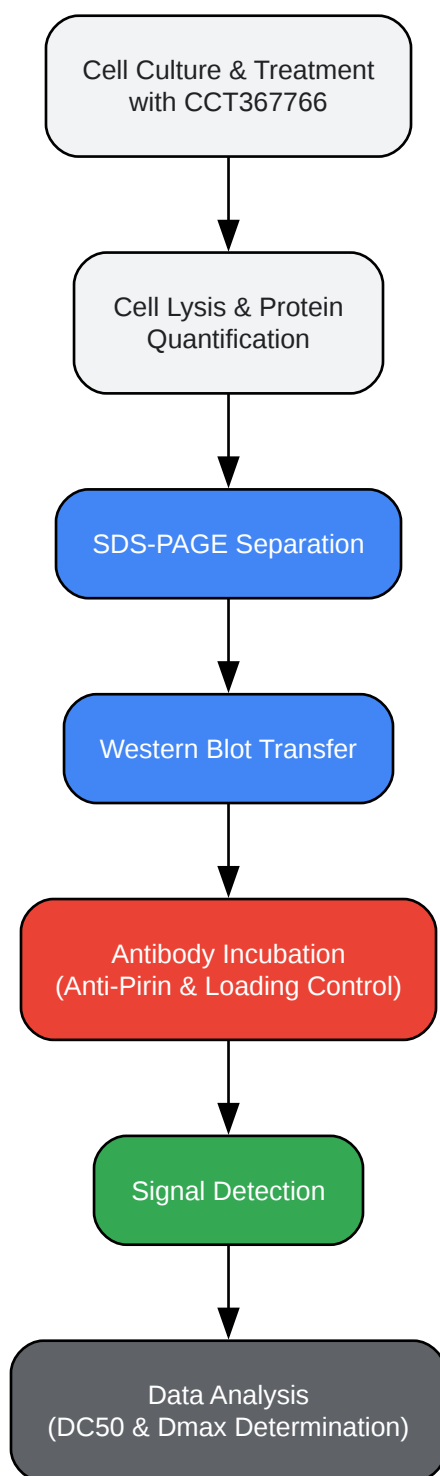 Cell Culture & Treatment
with CCT367766
Cell Lysis & Protein
Quantification
SDS-PAGE Separation
Western Blot Transfer
Antibody Incubation
(Anti-Pirin & Loading Control)
Signal Detection
Data Analysis
(DC50 & Dmax Determination)